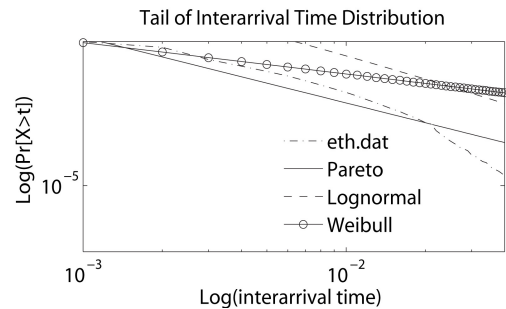 Tail of Interarrival Time Distribution
Log(Pr[X>t])
10^-5
eth.dat
Pareto
Lognormal
Weibull
10^-3
10^-2
Log(interarrival time)